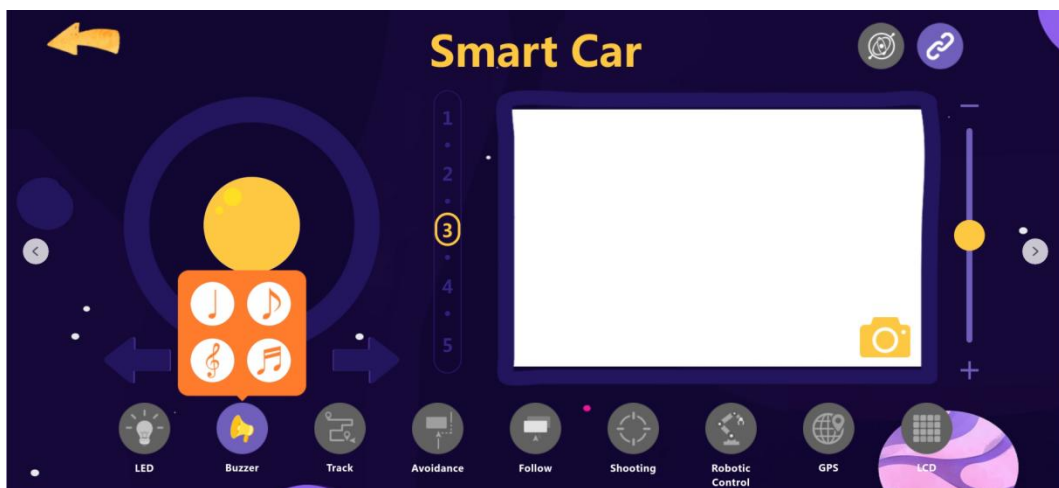 Smart Car
1
2
3
4
5
LED
Buzzer
Track
Avoidance
Follow
Shooting
Robotic
Control
GPS
LCD